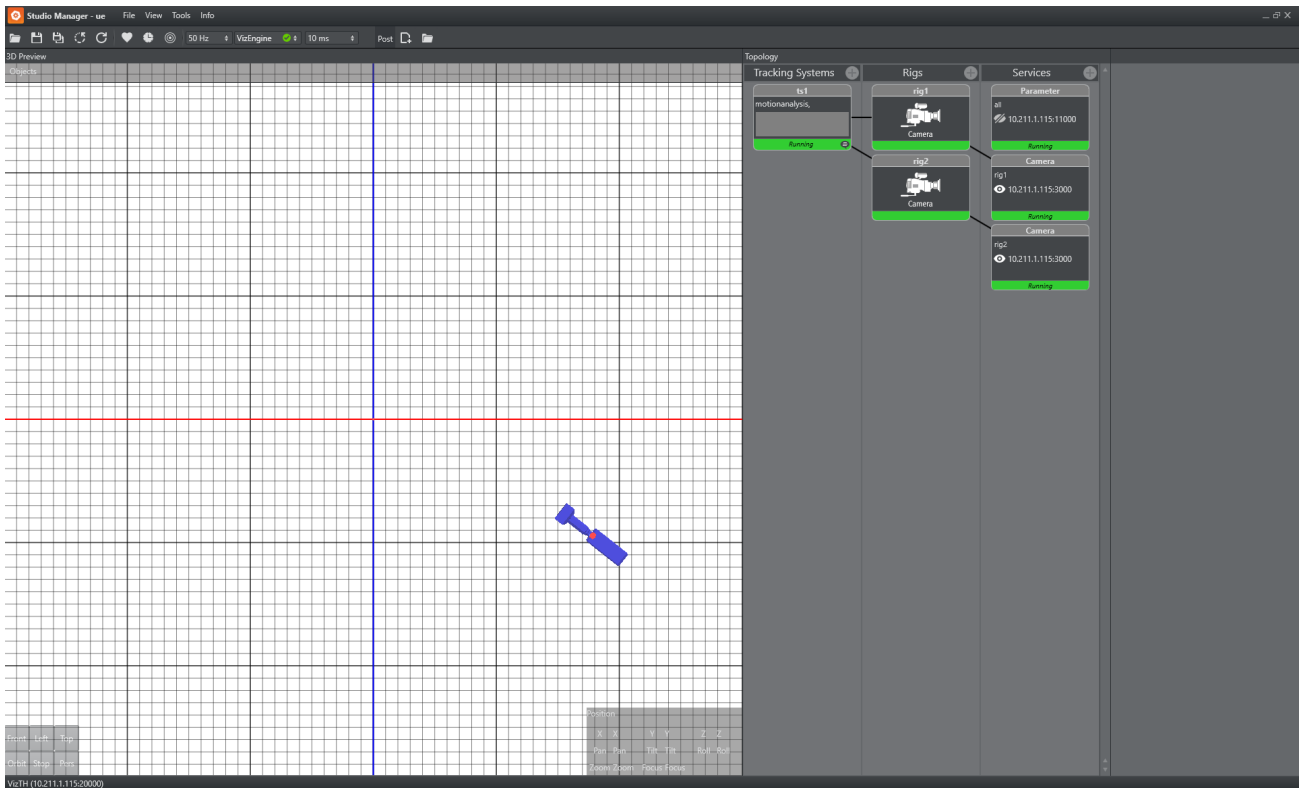 Studio Manager - ue File View Tools Info
50 Hz VizEngine 10 ms Post
3D Preview
Objects
Topology
Tracking Systems Rigs Services
ts1
motionanalysis,
Running
rig1
Camera
rig2
Camera
Parameter
all
10.211.1.115:11000
Running
Camera
rig1
10.211.1.115:3000
Running
Camera
rig2
10.211.1.115:3000
Running
Front Left Top
Orbit Stop Pers
Position
X X Y Y Z Z
Pan Pan Tilt Tilt Roll Roll
Zoom Zoom Focus Focus
VizTH (10.211.1.115:20000)